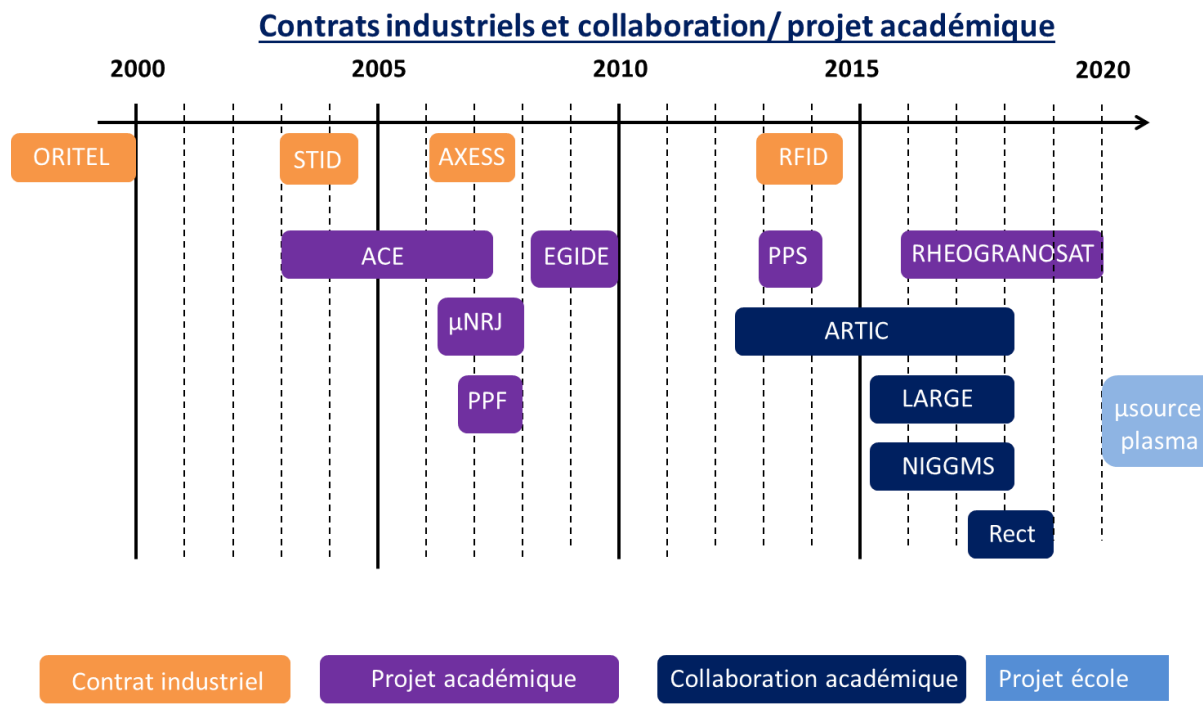 Contrats industriels et collaboration/ projet académique
2000 2005 2010 2015 2020
ORITEL STID AXESS RFID
ACE EGIDE PPS RHEOGRANOSAT
µNRJ ARTIC
PPF LARGE
µsource
plasma
NIGGMS
Rect
Contrat industriel Projet académique Collaboration académique Projet école